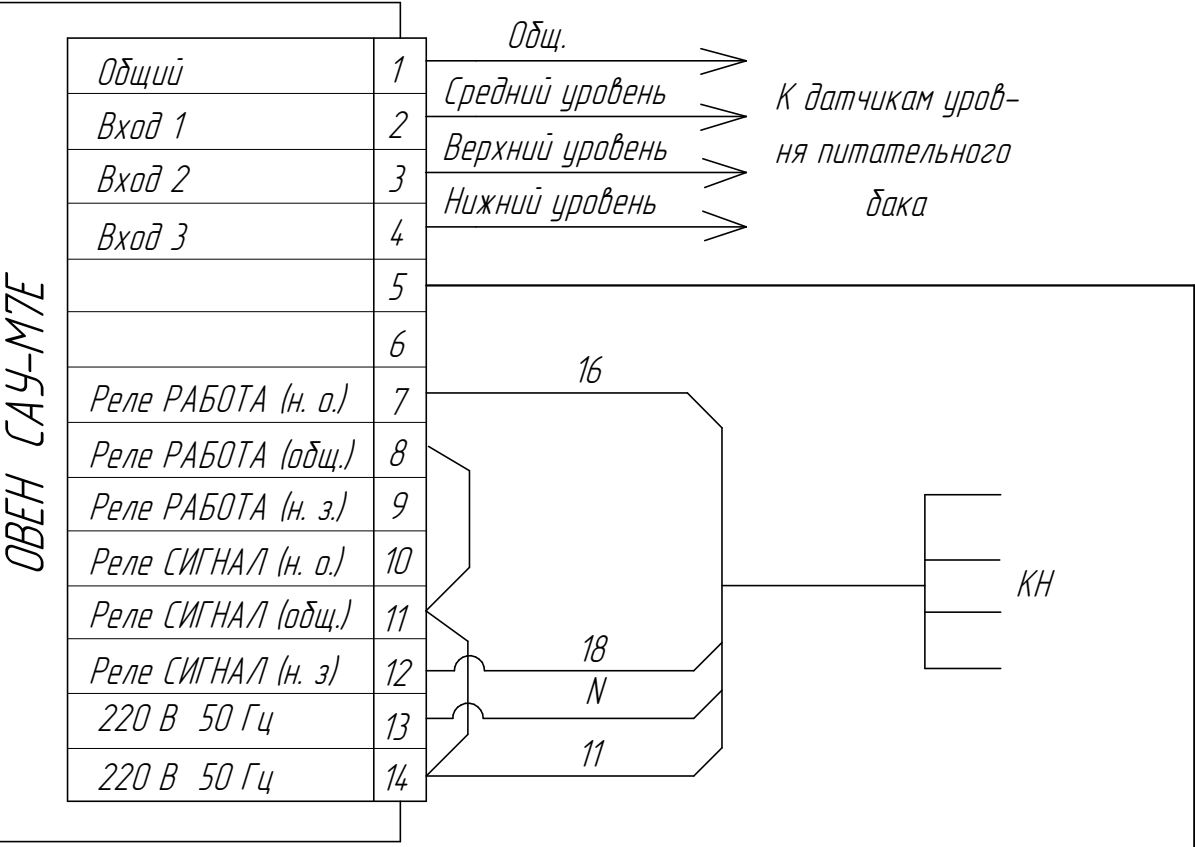 ОВЕН САУ-М7Е
Общий 1 Общ.
Вход 1 2 Средний уровень
Вход 2 3 Верхний уровень
Вход 3 4 Нижний уровень
К датчикам уров-
ня питательного
бака
5
6
Реле РАБОТА (н. о.) 7 16
Реле РАБОТА (общ.) 8
Реле РАБОТА (н. з.) 9
Реле СИГНАЛ (н. о.) 10
Реле СИГНАЛ (общ.) 11
Реле СИГНАЛ (н. з) 12 18
220 В 50 Гц 13 N
220 В 50 Гц 14 11
КН